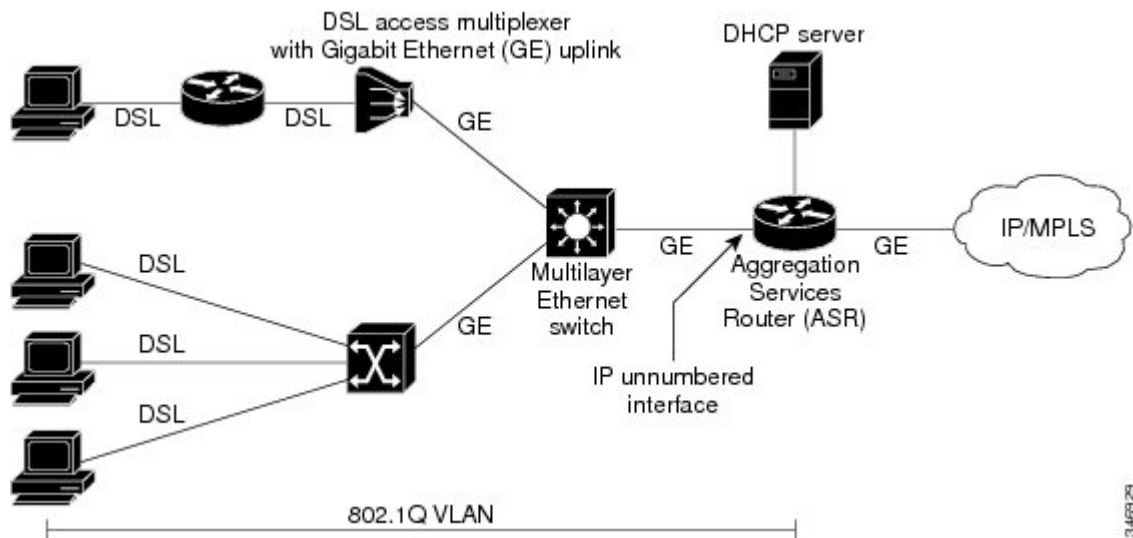 DSL access multiplexer
with Gigabit Ethernet (GE) uplink
DHCP server
DSL
DSL
GE
DSL
DSL
DSL
GE
Multilayer
Ethernet
switch
GE
Aggregation
Services
Router (ASR)
GE
IP/MPLS
IP unnumbered
interface
802.1Q VLAN
346929